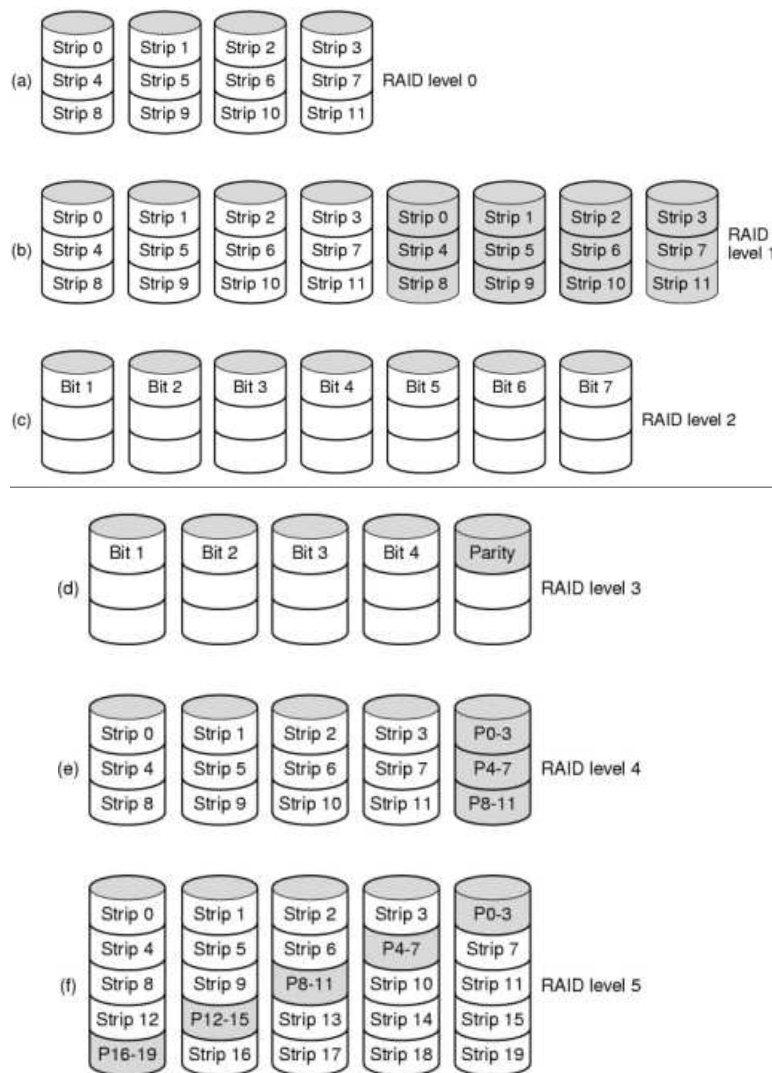 Strip 0 Strip 1 Strip 2 Strip 3
(a) Strip 4 Strip 5 Strip 6 Strip 7 RAID level 0
Strip 8 Strip 9 Strip 10 Strip 11
Strip 0 Strip 1 Strip 2 Strip 3 Strip 0 Strip 1 Strip 2 Strip 3
(b) Strip 4 Strip 5 Strip 6 Strip 7 Strip 4 Strip 5 Strip 6 Strip 7 RAID level 1
Strip 8 Strip 9 Strip 10 Strip 11 Strip 8 Strip 9 Strip 10 Strip 11
Bit 1 Bit 2 Bit 3 Bit 4 Bit 5 Bit 6 Bit 7
(c) RAID level 2
Bit 1 Bit 2 Bit 3 Bit 4 Parity
(d) RAID level 3
Strip 0 Strip 1 Strip 2 Strip 3 P0-3
(e) Strip 4 Strip 5 Strip 6 Strip 7 P4-7 RAID level 4
Strip 8 Strip 9 Strip 10 Strip 11 P8-11
Strip 0 Strip 1 Strip 2 Strip 3 P0-3
Strip 4 Strip 5 Strip 6 P4-7 Strip 7
(f) Strip 8 Strip 9 P8-11 Strip 10 Strip 11 RAID level 5
Strip 12 P12-15 Strip 13 Strip 14 Strip 15
P16-19 Strip 16 Strip 17 Strip 18 Strip 19